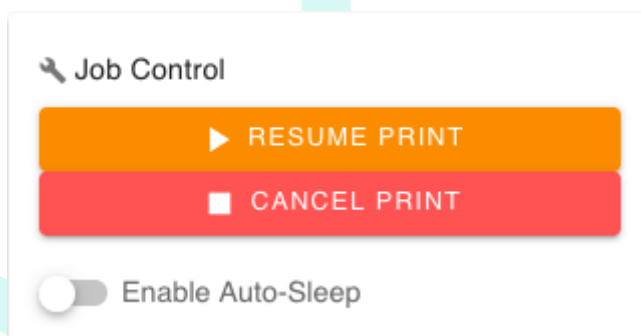 Job Control
RESUME PRINT
CANCEL PRINT
Enable Auto-Sleep